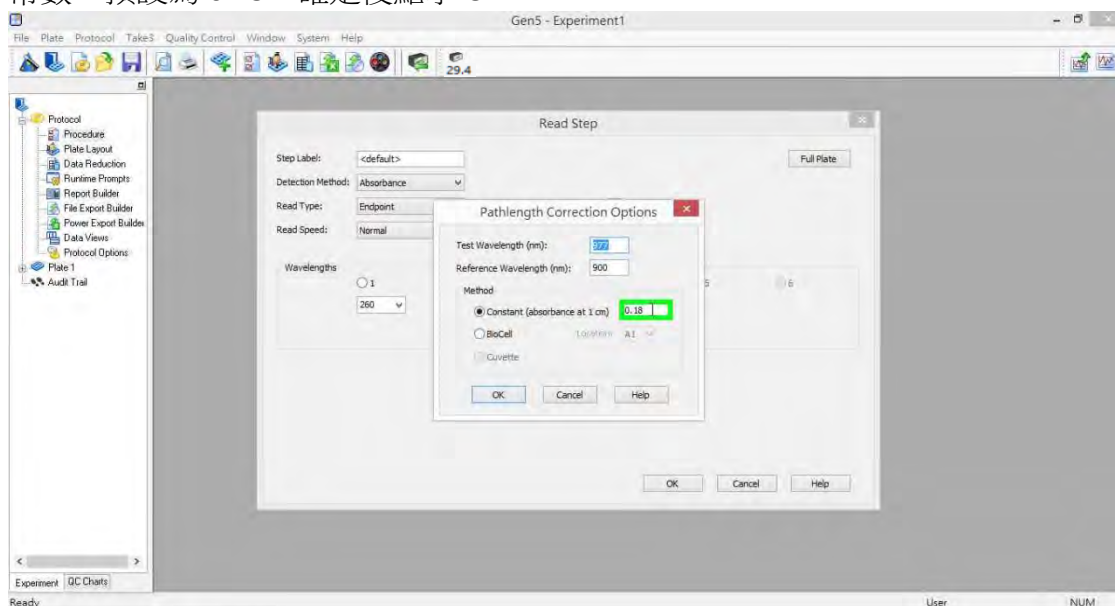 Gen5 - Experiment1
File Plate Protocol Take3 Quality Control Window System Help
29.4
Protocol
Procedure
Plate Layout
Data Reduction
Runtime Prompts
Report Builder
File Export Builder
Power Export Builder
Data Views
Protocol Options
Plate 1
Audit Trail
Experiment QC Charts
Ready
Read Step
Step Label: <default>
Full Plate
Detection Method: Absorbance
Read Type: Endpoint
Read Speed: Normal
Wavelengths
1
6
260
Pathlength Correction Options
Test Wavelength (nm): 977
Reference Wavelength (nm): 900
Method
Constant (absorbance at 1 cm) 0.18
BioCell Location: A1
Cuvette
OK Cancel Help
OK Cancel Help
User NUM